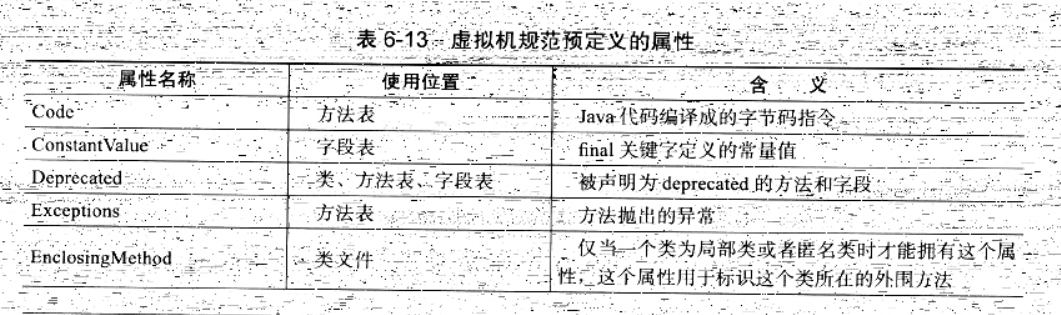 表 6-13 虚拟机规范预定义的属性
属性名称 使用位置 含 义
Code 方法表 Java 代码编译成的字节码指令
ConstantValue 字段表 final 关键字定义的常量值
Deprecated 类、方法表、字段表 被声明为 deprecated 的方法和字段
Exceptions 方法表 方法抛出的异常
EnclosingMethod 类文件 仅当一个类为局部类或者匿名类时才能拥有这个属
性，这个属性用于标识这个类所在的外围方法